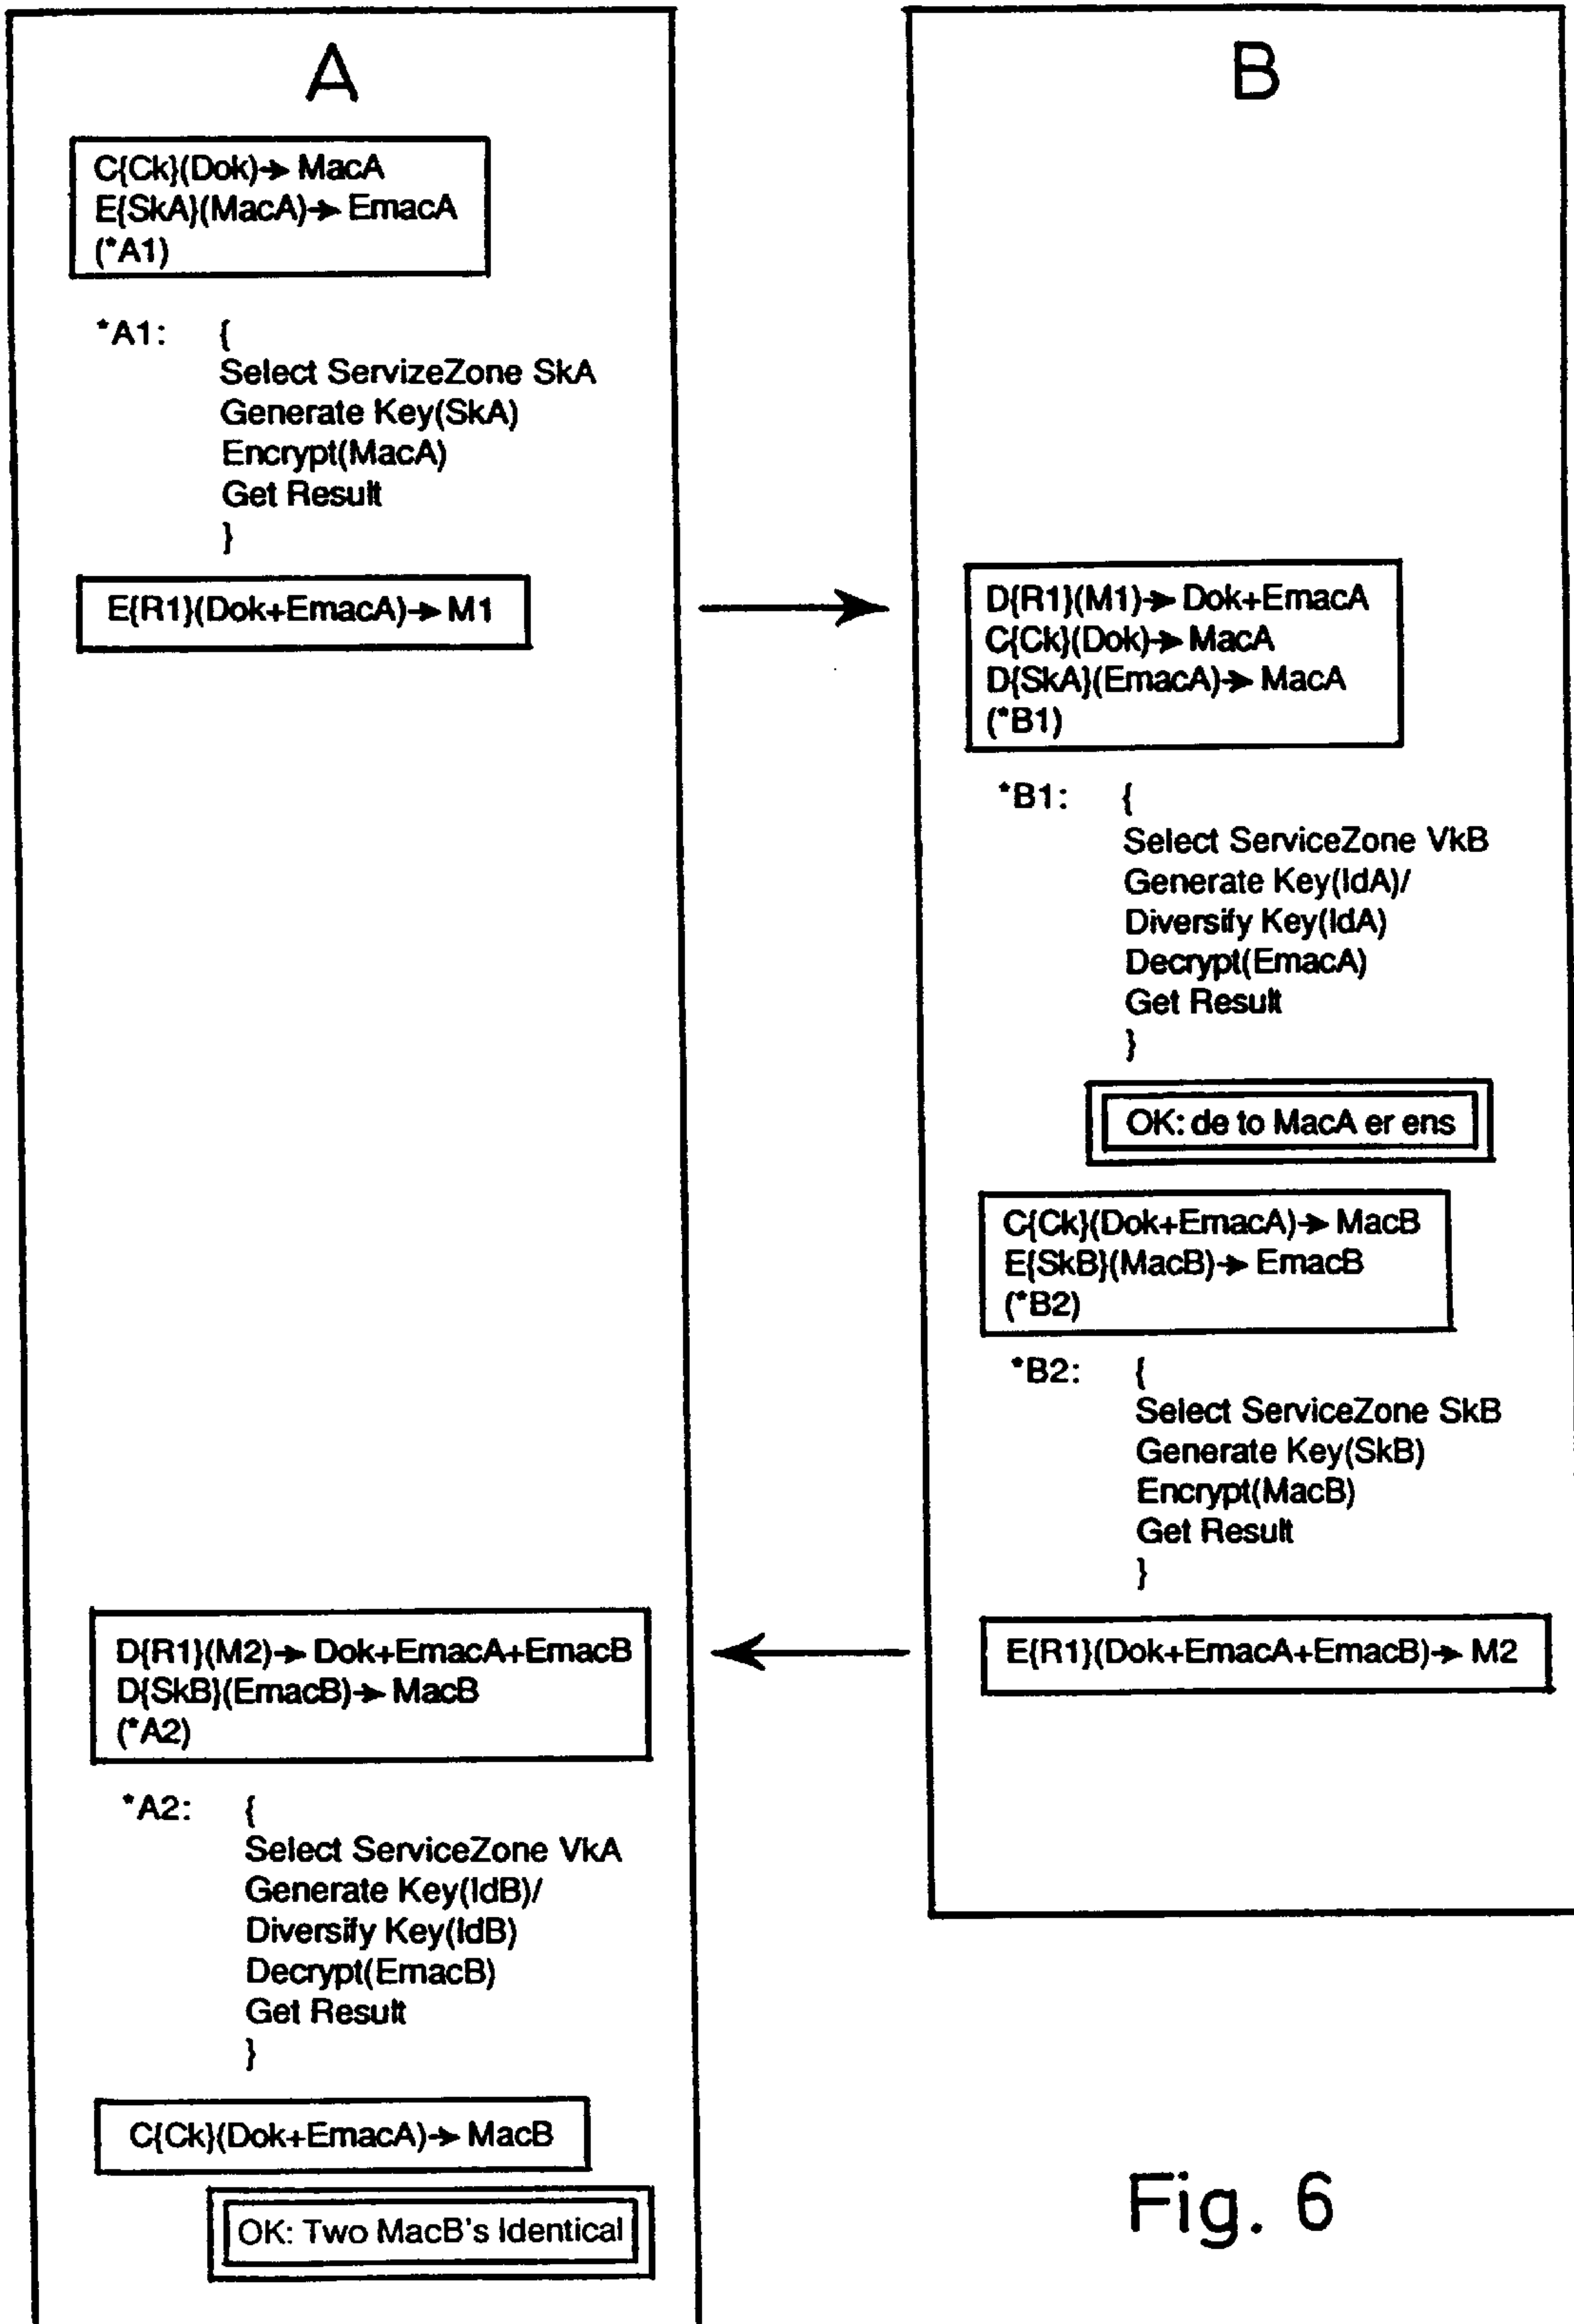 A
C{Ck}(Dok)→ MacA
E{SkA}(MacA)→ EmacA
(*A1)
*A1: {
Select ServizeZone SkA
Generate Key(SkA)
Encrypt(MacA)
Get Result
}
E{R1}(Dok+EmacA)→ M1
B
D{R1}(M1)→ Dok+EmacA
C{Ck}(Dok)→ MacA
D{SkA}(EmacA)→ MacA
(*B1)
*B1: {
Select ServiceZone VkB
Generate Key(IdA)/
Diversify Key(IdA)
Decrypt(EmacA)
Get Result
}
OK: de to MacA er ens
C{Ck}(Dok+EmacA)→ MacB
E{SkB}(MacB)→ EmacB
(*B2)
*B2: {
Select ServiceZone SkB
Generate Key(SkB)
Encrypt(MacB)
Get Result
}
E{R1}(Dok+EmacA+EmacB)→ M2
D{R1}(M2)→ Dok+EmacA+EmacB
D{SkB}(EmacB)→ MacB
(*A2)
*A2: {
Select ServiceZone VkA
Generate Key(IdB)/
Diversify Key(IdB)
Decrypt(EmacB)
Get Result
}
C{Ck}(Dok+EmacA)→ MacB
OK: Two MacB's Identical
Fig. 6